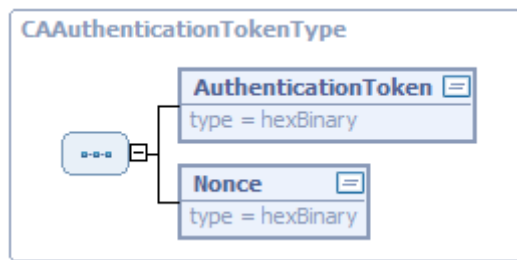 CAAuthenticationTokenType
AuthenticationToken
type = hexBinary
Nonce
type = hexBinary